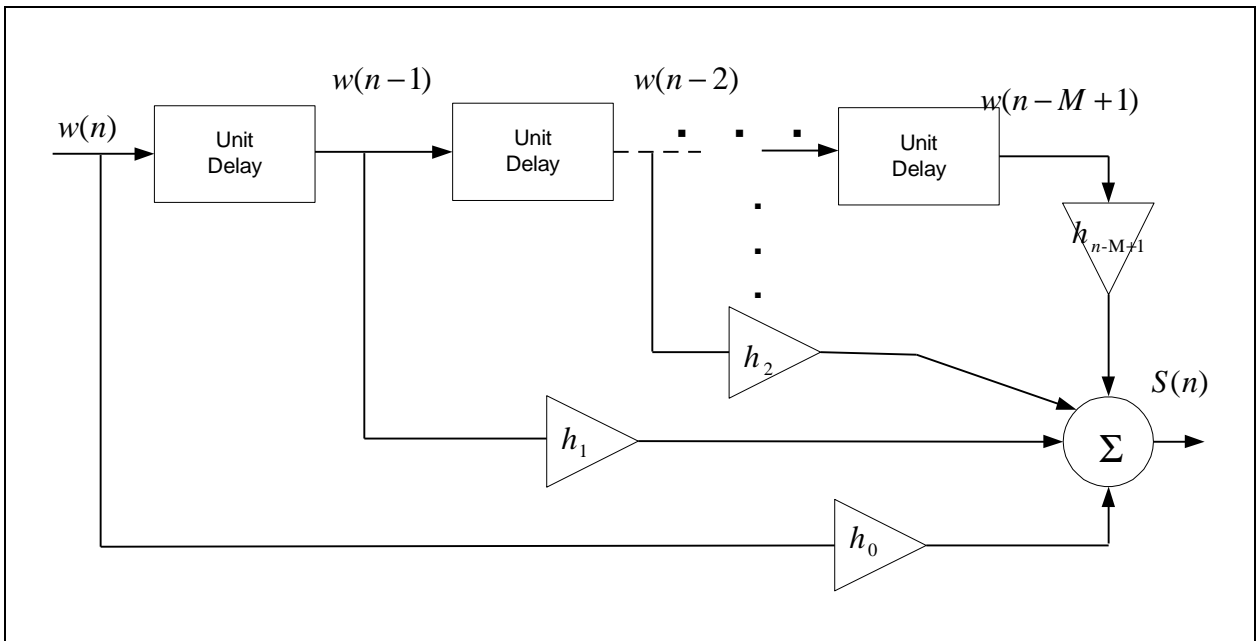 w(n)
Unit
Delay
w(n−1)
Unit
Delay
w(n−2)
Unit
Delay
w(n−M+1)
h_{n-M+1}
h_2
h_1
h_0
Σ
S(n)